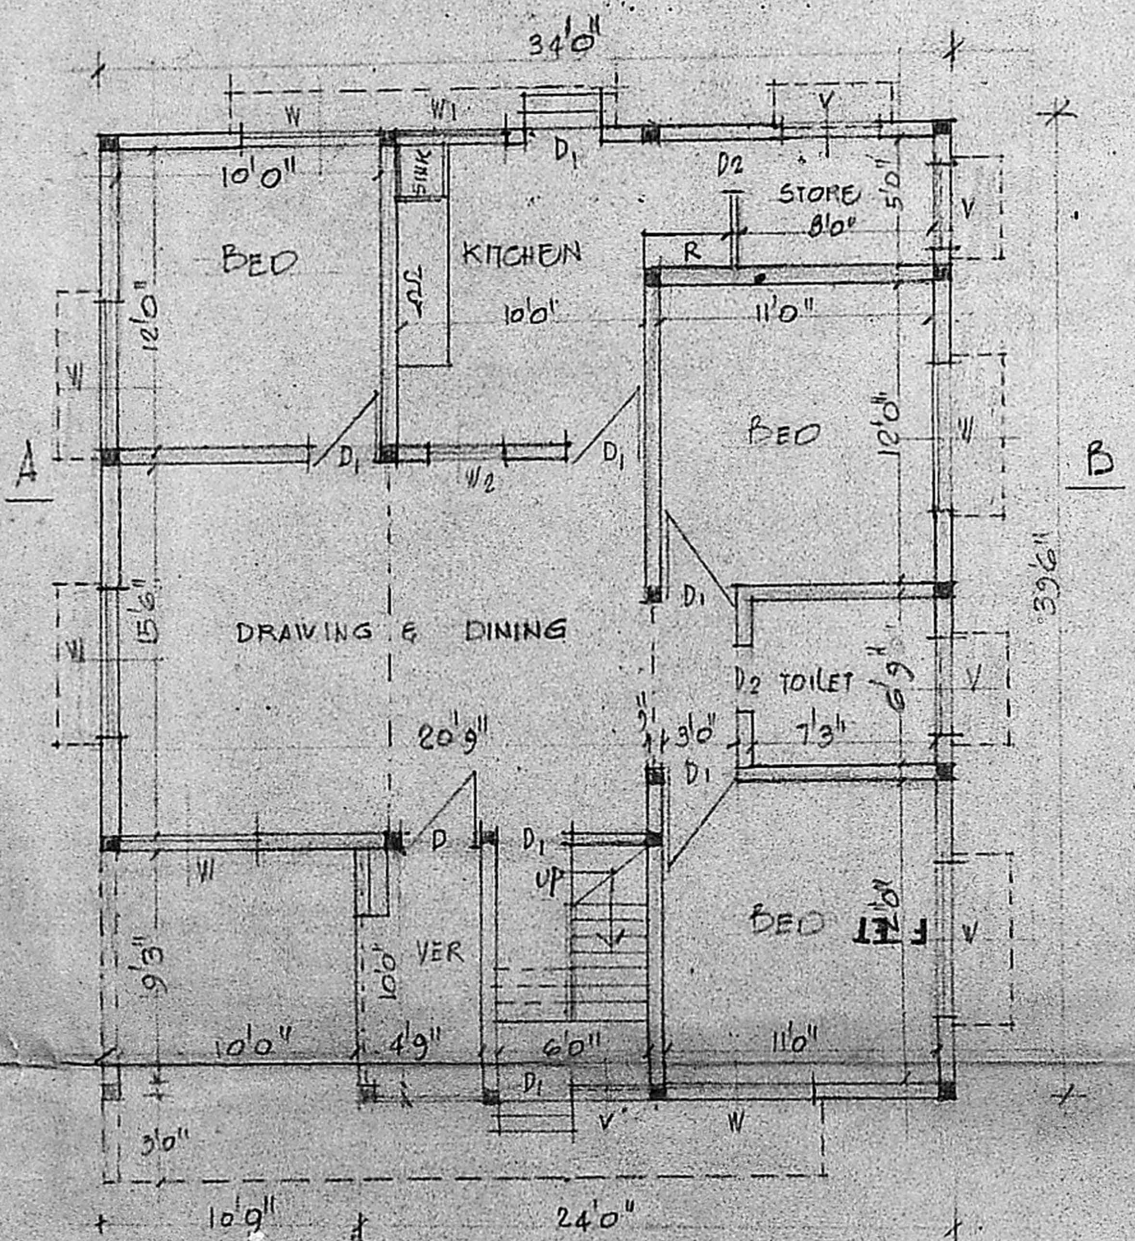 34'0"
W W1 V
D1
10'0" SINK D2
STORE 5'0" V
8'0"
BED KITCHEN R
12'0" 10'0" 11'0"
W
BED 12'0" W
A B
D1 W2 D1
39'6"
D1
15'6" DRAWING & DINING
W
D2 TOILET 6'9" V
20'9" 3'0" 7'3"
D1
D D1
W UP
BED V
VER
9'3" 10'0"
10'0" 4'9" 6'0" 11'0"
D1
V W
3'0"
10'9" 24'0"